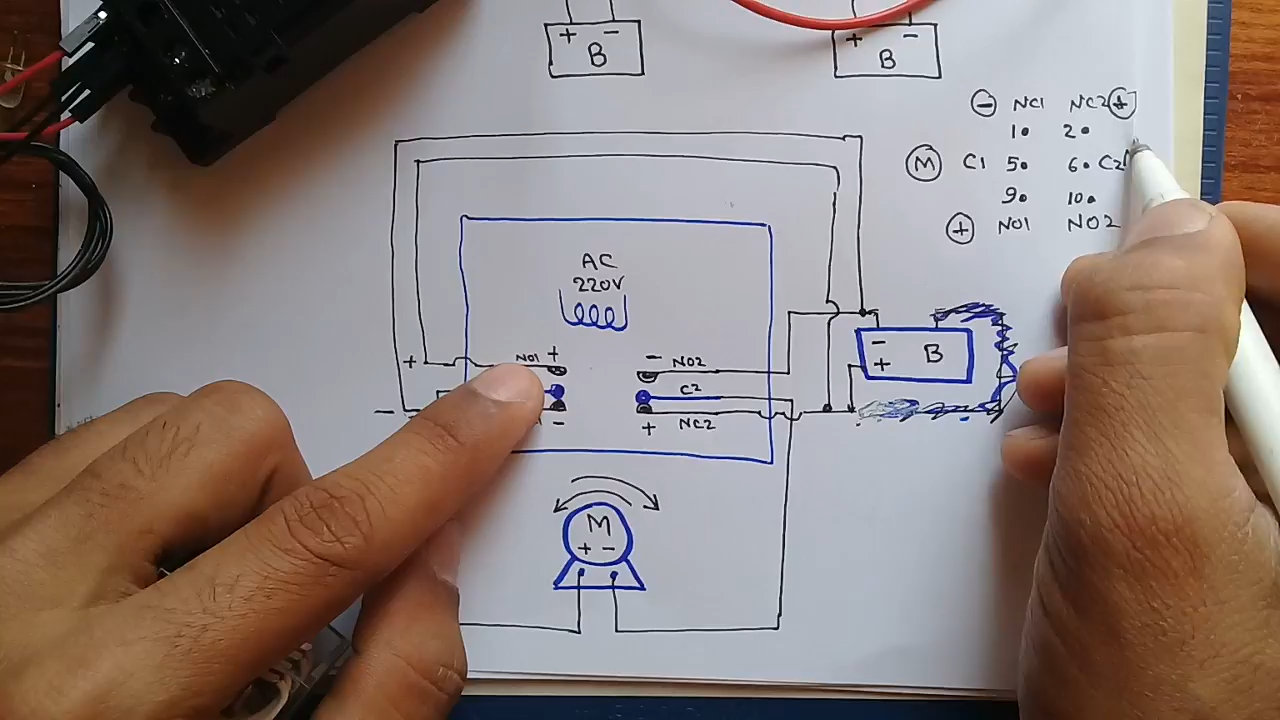 + - + -
B B
- NC1 NC2 +
1 2
M C1 5 6 C2
9 10
+ NO1 NO2
AC
220V
- B
+
+ NO1 + - NO2
C2
- - + NC2
M
+ -